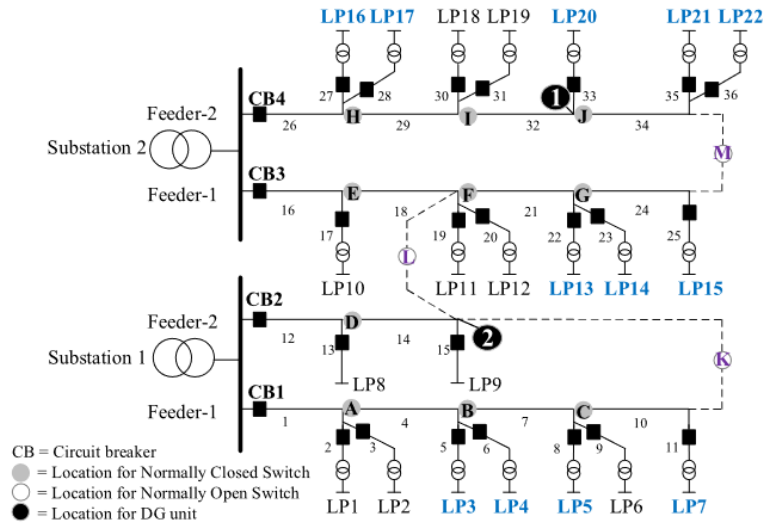 LP16 LP17 LP18 LP19 LP20 LP21 LP22
CB4 27 28 30 31 1 33 35 36
Feeder-2 H I J
26 29 32 34
Substation 2 M
CB3
Feeder-1 E F G
16 18 21 24
17 19 20 22 23 25
L
LP10 LP11 LP12 LP13 LP14 LP15
CB2
Feeder-2 D
12 14 2
13 15 K
Substation 1
LP8 LP9
CB1
Feeder-1 A B C
1 4 7 10
2 3 5 6 8 9 11
CB = Circuit breaker
= Location for Normally Closed Switch
= Location for Normally Open Switch
= Location for DG unit
LP1 LP2 LP3 LP4 LP5 LP6 LP7